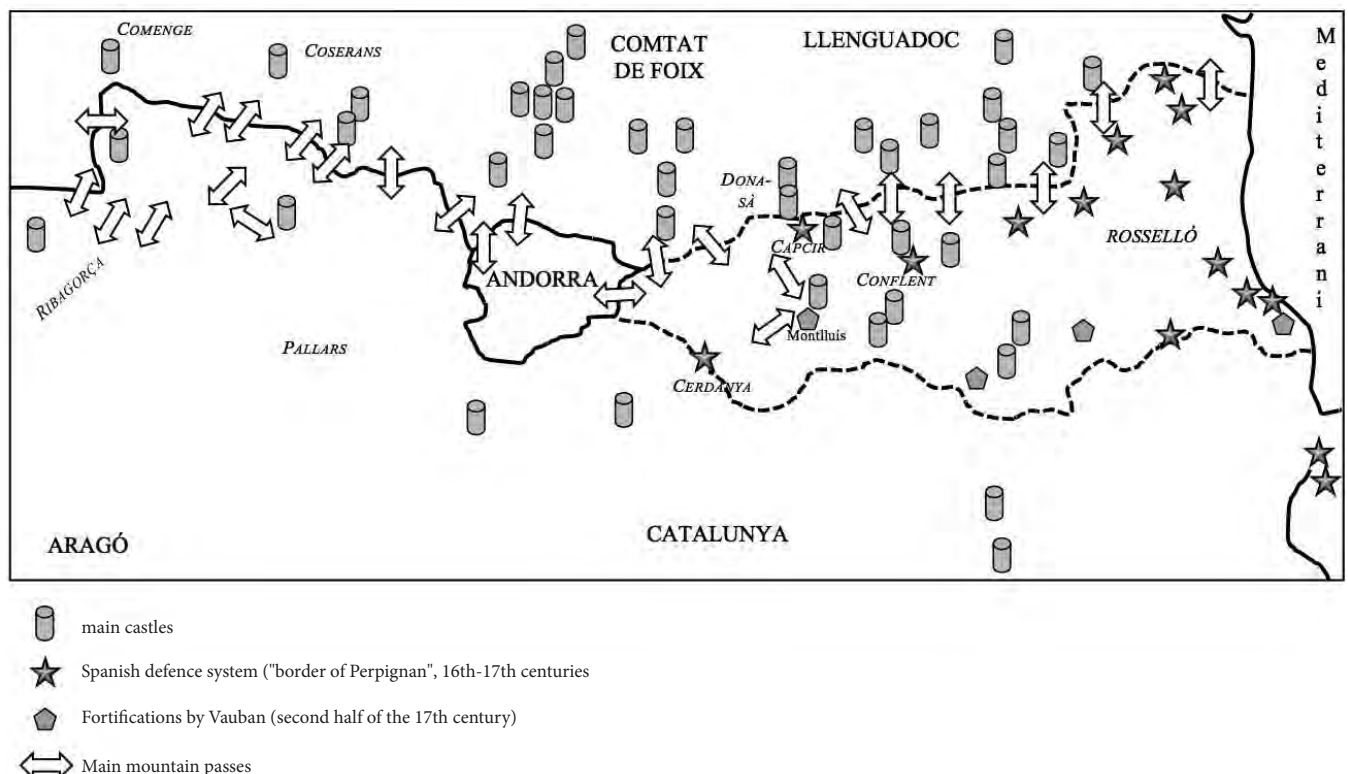 COMENGE
COSERANS
COMTAT
DE FOIX
LLENGUADOC
Mediterrani
DONA-
SÀ
RIBAGORÇA
ANDORRA
CAPCIR
CONFLENT
ROSSELLÓ
PALLARS
Montlluis
CERDANYA
ARAGÓ
CATALUNYA
main castles
Spanish defence system ("border of Perpignan", 16th-17th centuries
Fortifications by Vauban (second half of the 17th century)
Main mountain passes